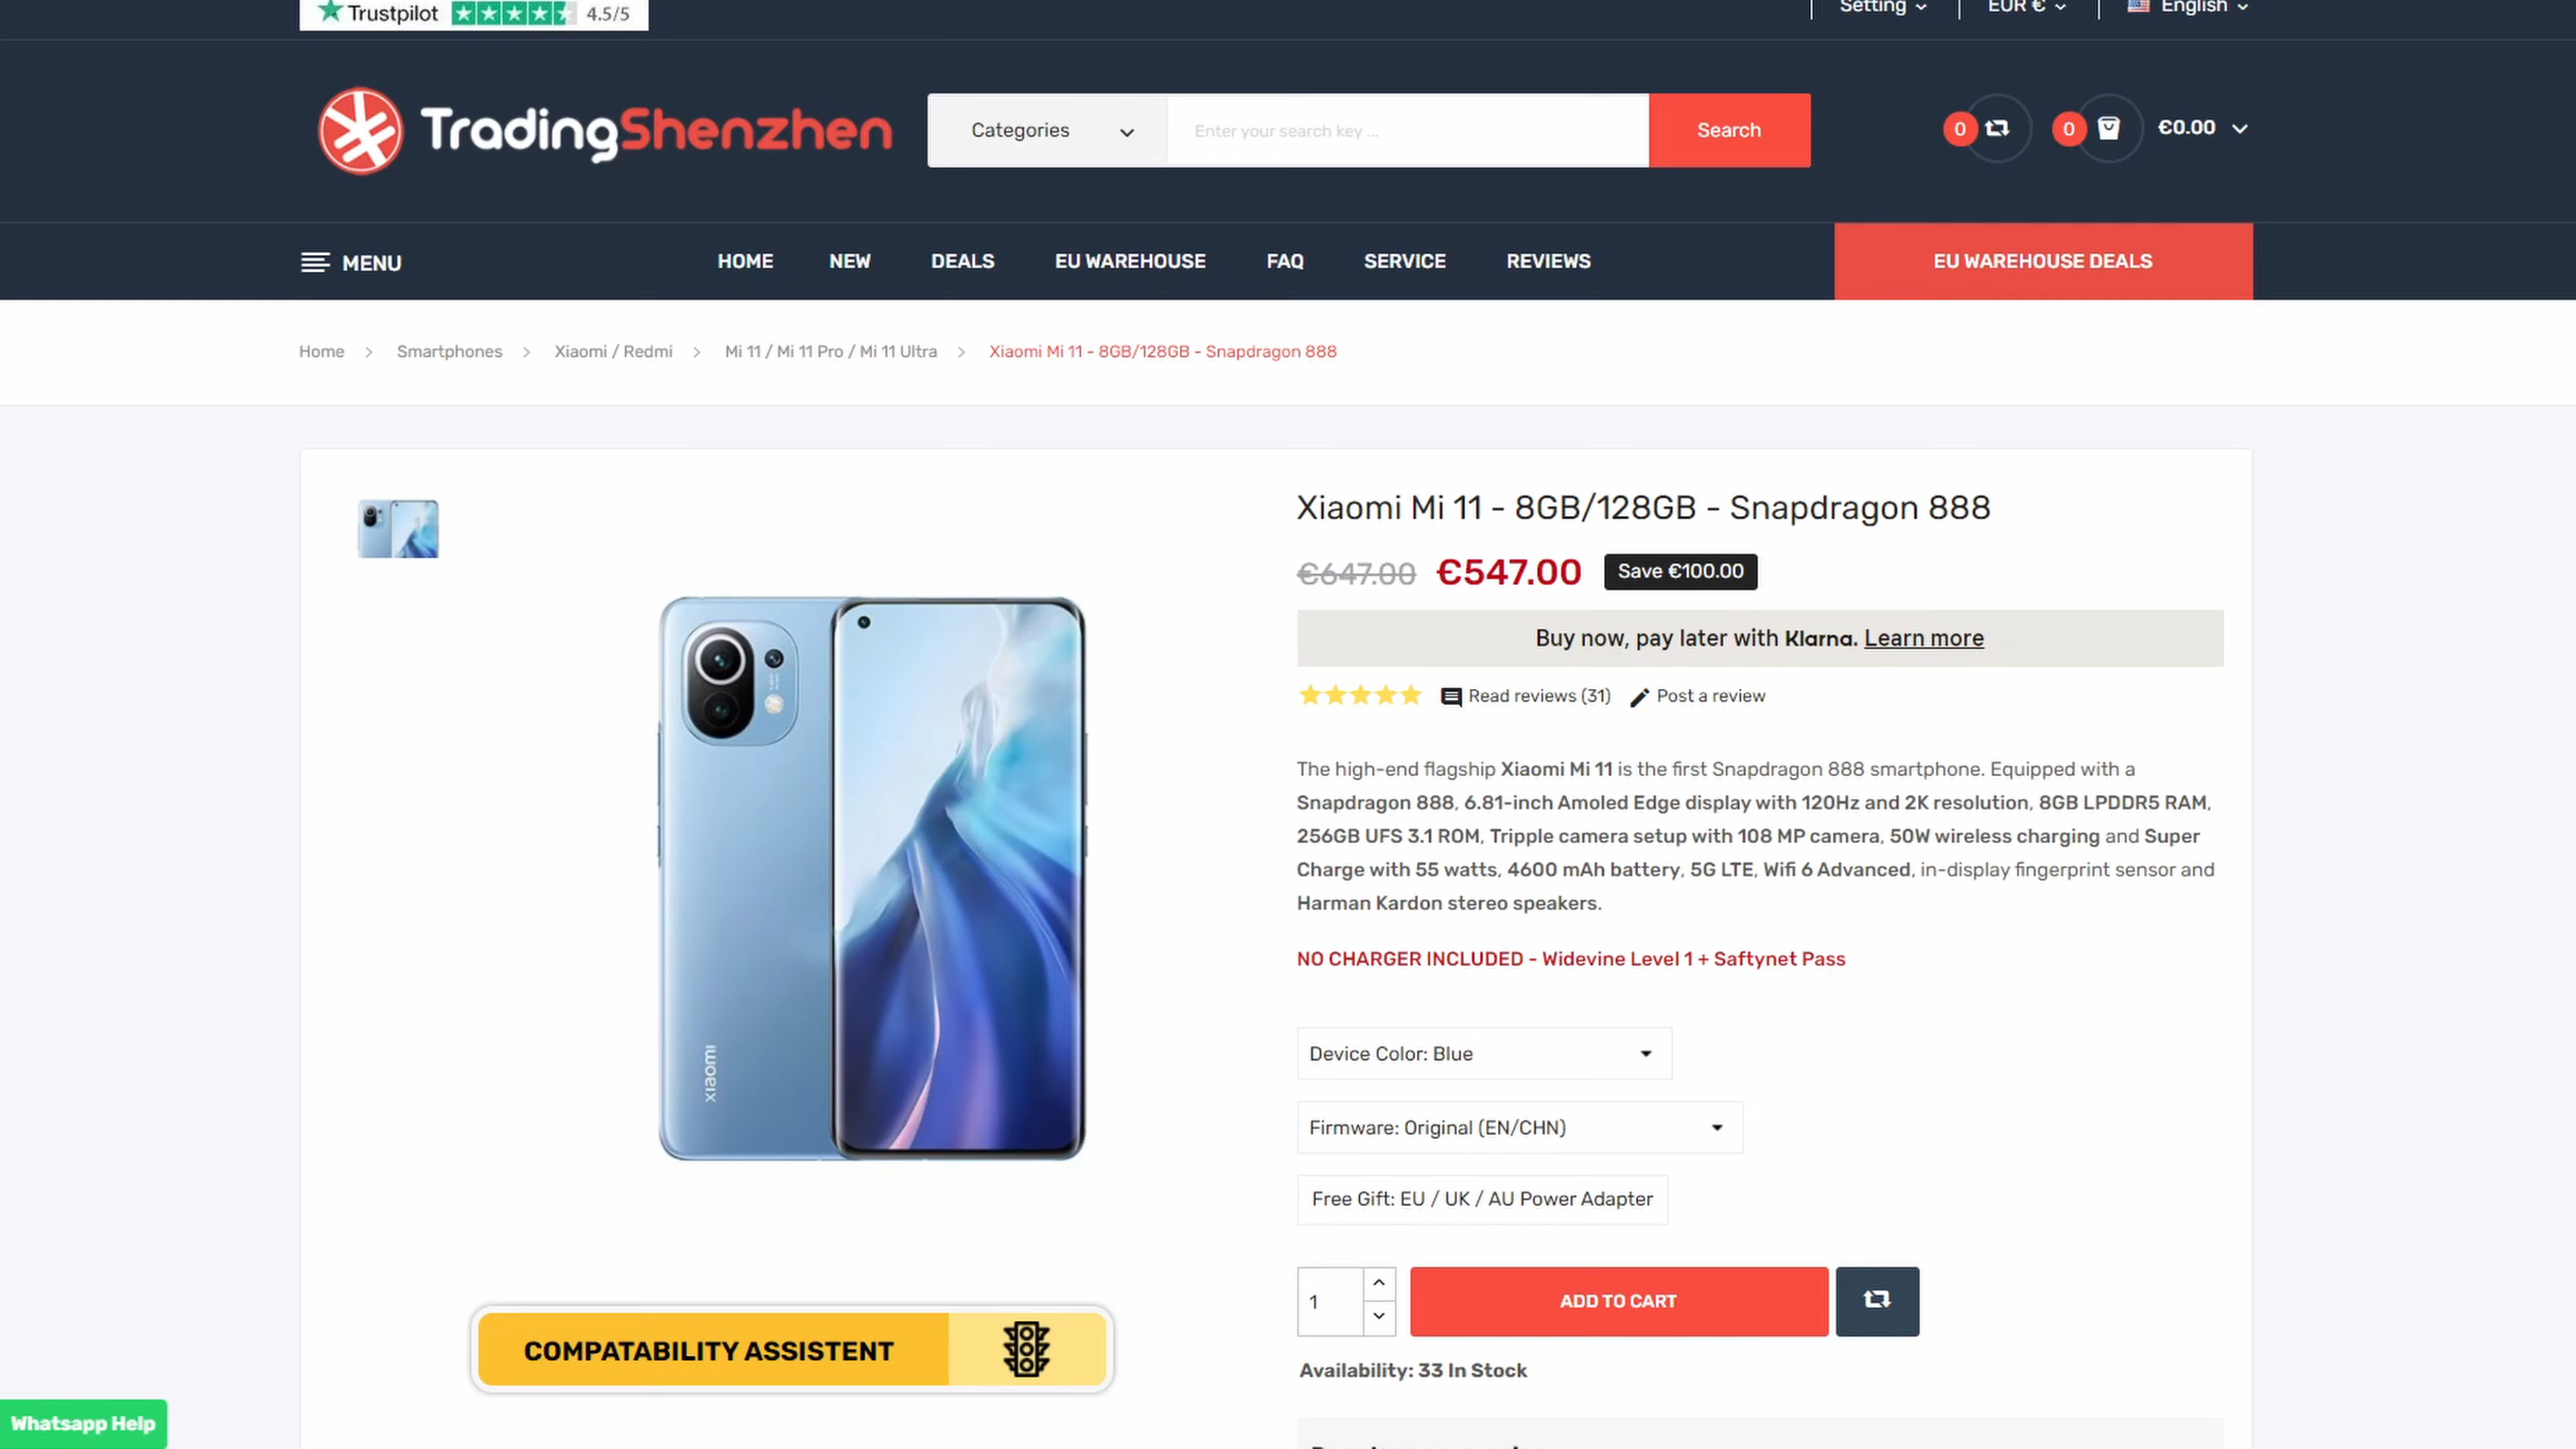 Trustpilot 4.5/5
Setting EUR € English
TradingShenzhen
Categories
Enter your search key ...
Search
0 0 €0.00
MENU
HOME NEW DEALS EU WAREHOUSE FAQ SERVICE REVIEWS
EU WAREHOUSE DEALS
Home > Smartphones > Xiaomi / Redmi > Mi 11 / Mi 11 Pro / Mi 11 Ultra > Xiaomi Mi 11 - 8GB/128GB - Snapdragon 888
Xiaomi Mi 11 - 8GB/128GB - Snapdragon 888
€647.00 €547.00 Save €100.00
Buy now, pay later with Klarna. Learn more
Read reviews (31) Post a review
The high-end flagship Xiaomi Mi 11 is the first Snapdragon 888 smartphone. Equipped with a
Snapdragon 888, 6.81-inch Amoled Edge display with 120Hz and 2K resolution, 8GB LPDDR5 RAM,
256GB UFS 3.1 ROM, Tripple camera setup with 108 MP camera, 50W wireless charging and Super
Charge with 55 watts, 4600 mAh battery, 5G LTE, Wifi 6 Advanced, in-display fingerprint sensor and
Harman Kardon stereo speakers.
NO CHARGER INCLUDED - Widevine Level 1 + Saftynet Pass
Device Color: Blue
Firmware: Original (EN/CHN)
Free Gift: EU / UK / AU Power Adapter
1
ADD TO CART
Availability: 33 In Stock
xiaomi
COMPATABILITY ASSISTENT
Whatsapp Help